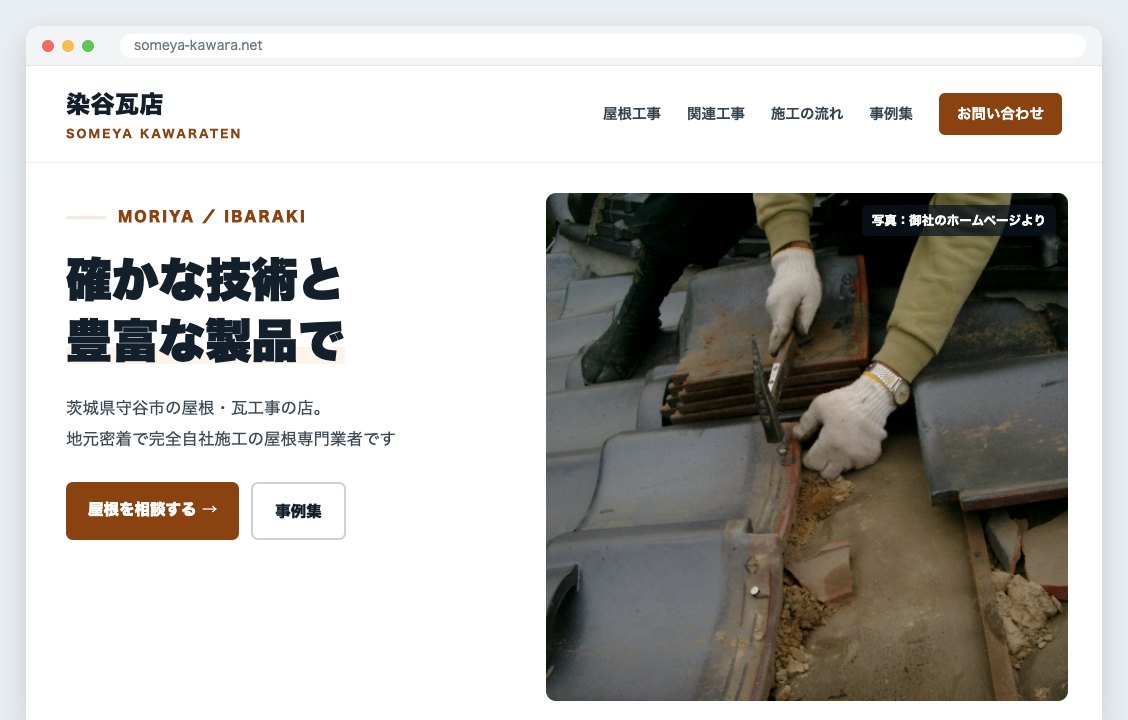 someya-kawara.net
染谷瓦店
SOMEYA KAWARATEN
屋根工事 関連工事 施工の流れ 事例集 お問い合わせ
MORIYA ／ IBARAKI
写真：御社のホームページより
確かな技術と
豊富な製品で
茨城県守谷市の屋根・瓦工事の店。
地元密着で完全自社施工の屋根専門業者です
屋根を相談する → 事例集